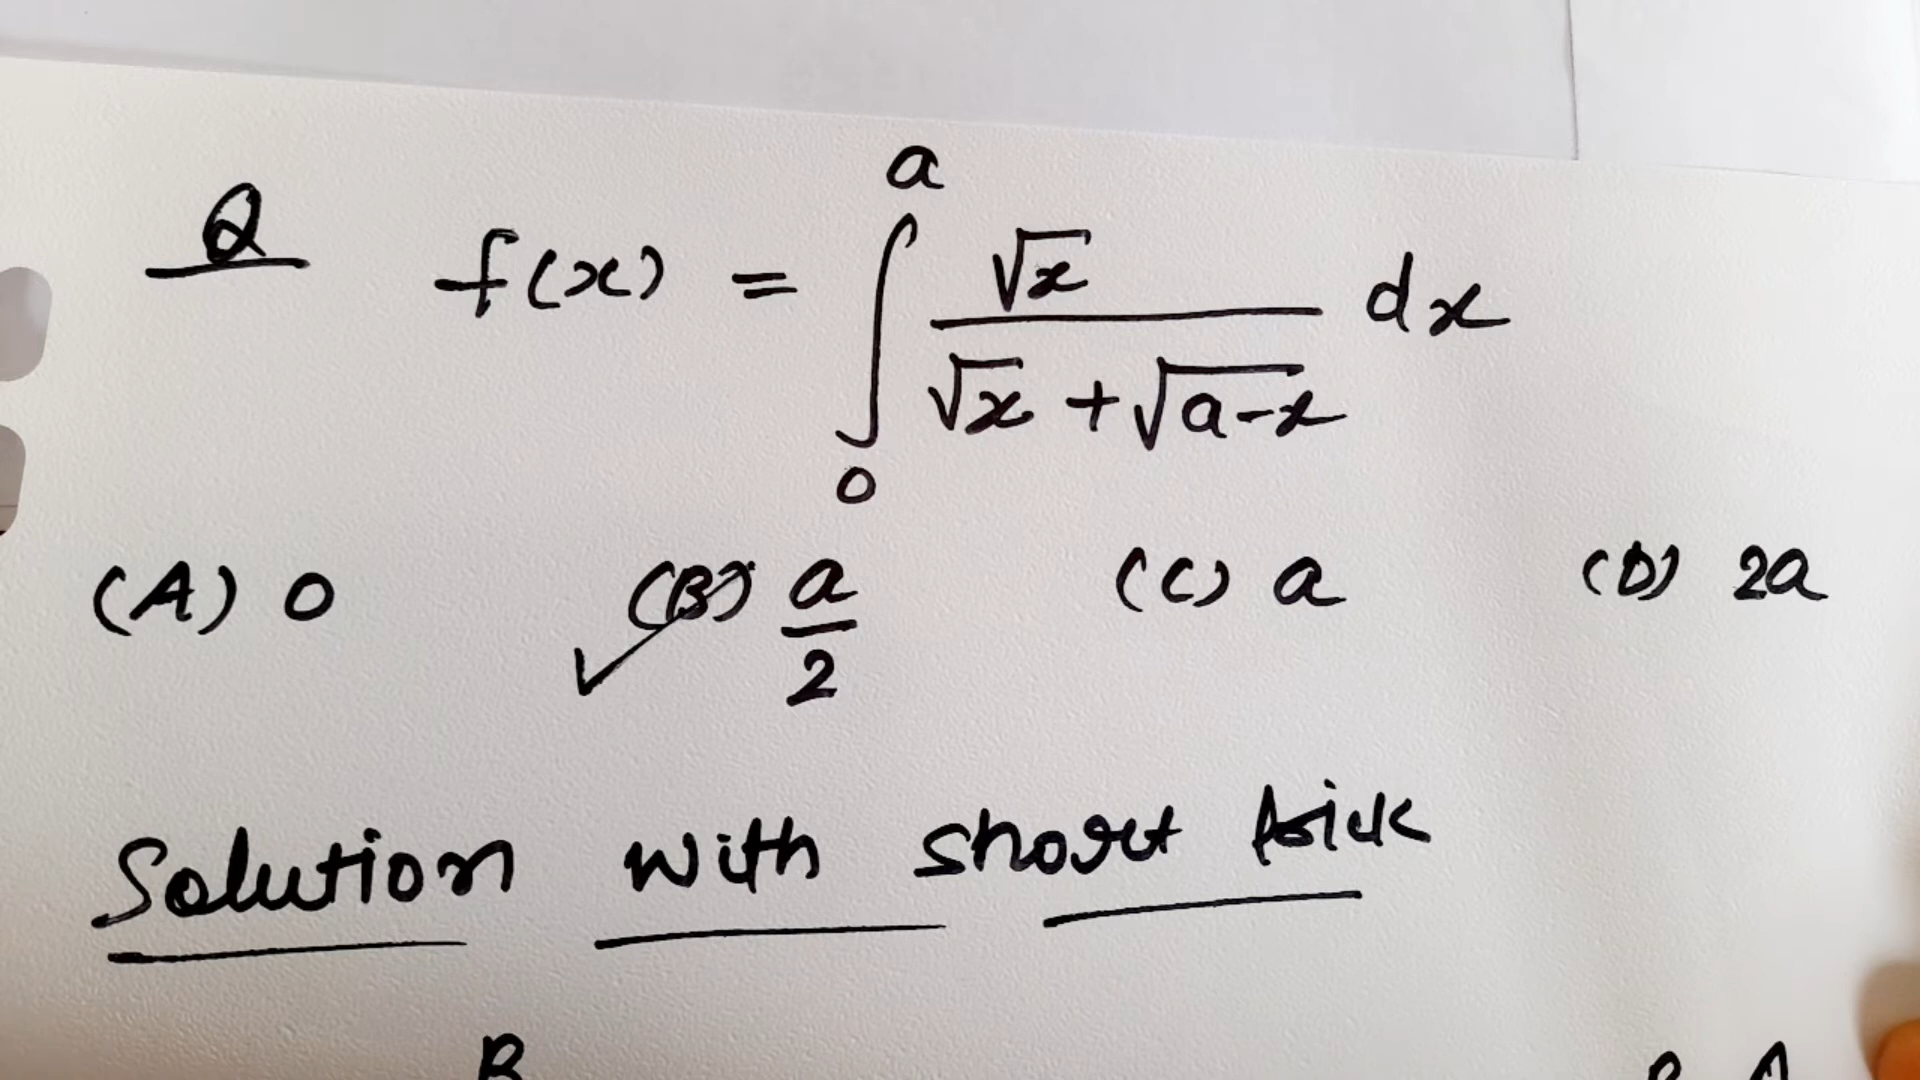 Q f(x) = ∫₀ᵃ √x / (√x + √(a-x)) dx
(A) 0 (B) a/2 (C) a (D) 2a
Solution with short trick
B